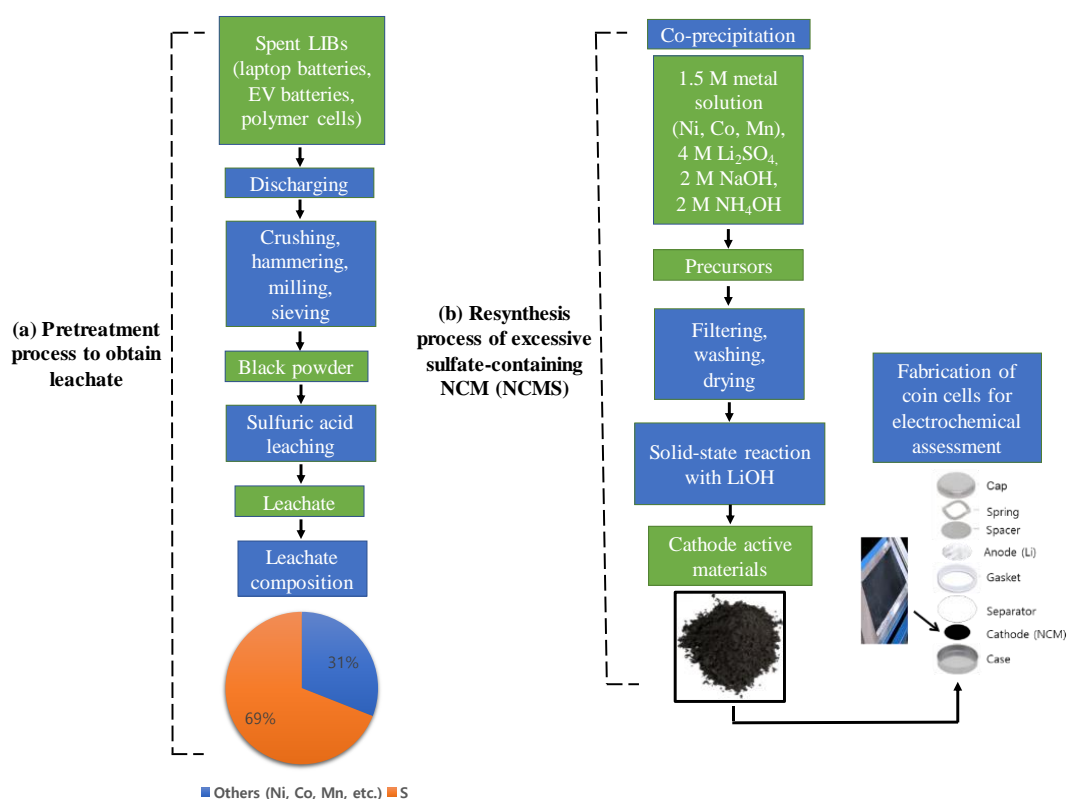 (a) Pretreatment
process to obtain
leachate
Spent LIBs
(laptop batteries,
EV batteries,
polymer cells)
Discharging
Crushing,
hammering,
milling,
sieving
Black powder
Sulfuric acid
leaching
Leachate
Leachate
composition
31%
69%
Others (Ni, Co, Mn, etc.) S
(b) Resynthesis
process of excessive
sulfate-containing
NCM (NCMS)
Co-precipitation
1.5 M metal
solution
(Ni, Co, Mn),
4 M Li₂SO₄,
2 M NaOH,
2 M NH₄OH
Precursors
Filtering,
washing,
drying
Solid-state reaction
with LiOH
Cathode active
materials
Fabrication of
coin cells for
electrochemical
assessment
Cap
Spring
Spacer
Anode (Li)
Gasket
Separator
Cathode (NCM)
Case